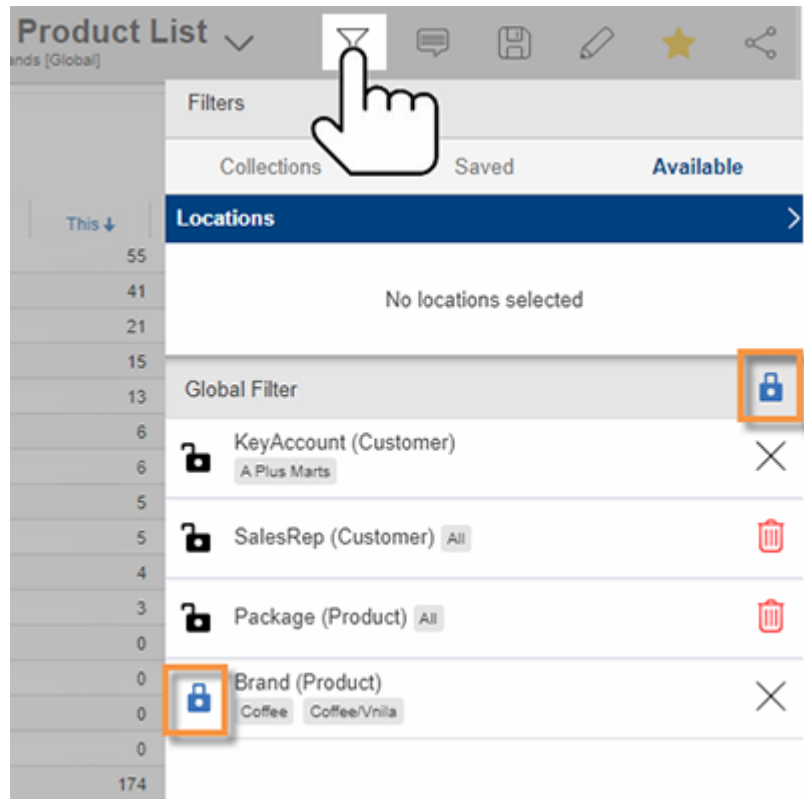 Product List
ands [Global]
Filters
Collections Saved Available
This
Locations
55
41
No locations selected
21
15
13
Global Filter
6
KeyAccount (Customer)
6
A Plus Marts
5
5
SalesRep (Customer) All
4
3
Package (Product) All
0
0
Brand (Product)
0
Coffee Coffee/Vnila
0
174